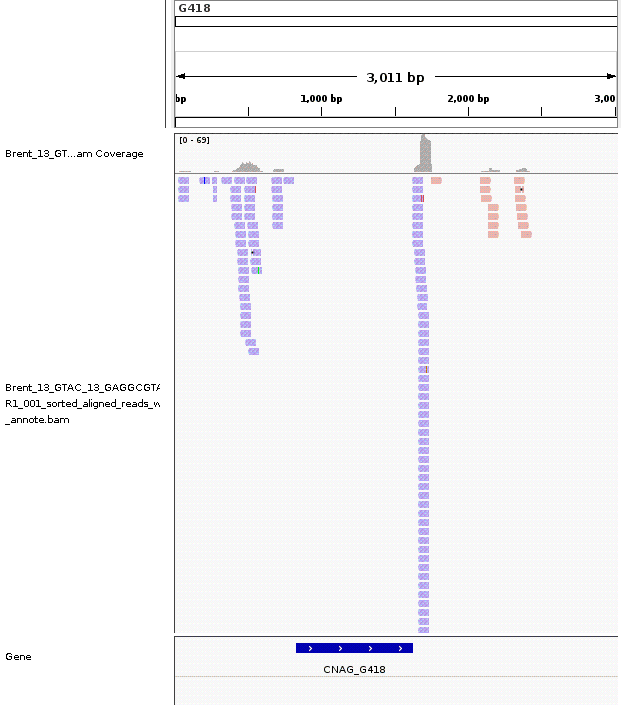 G418
3,011 bp
bp 1,000 bp 2,000 bp 3,00
[0 - 69]
Brent_13_GT...am Coverage
Brent_13_GTAC_13_GAGGCGTA
R1_001_sorted_aligned_reads_w
_annote.bam
Gene
CNAG_G418